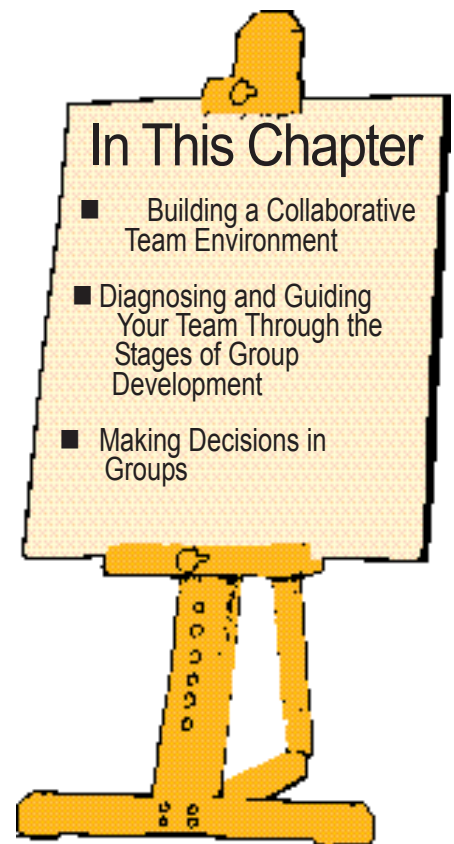 In This Chapter
■ Building a Collaborative
Team Environment
■ Diagnosing and Guiding
Your Team Through the
Stages of Group
Development
■ Making Decisions in
Groups